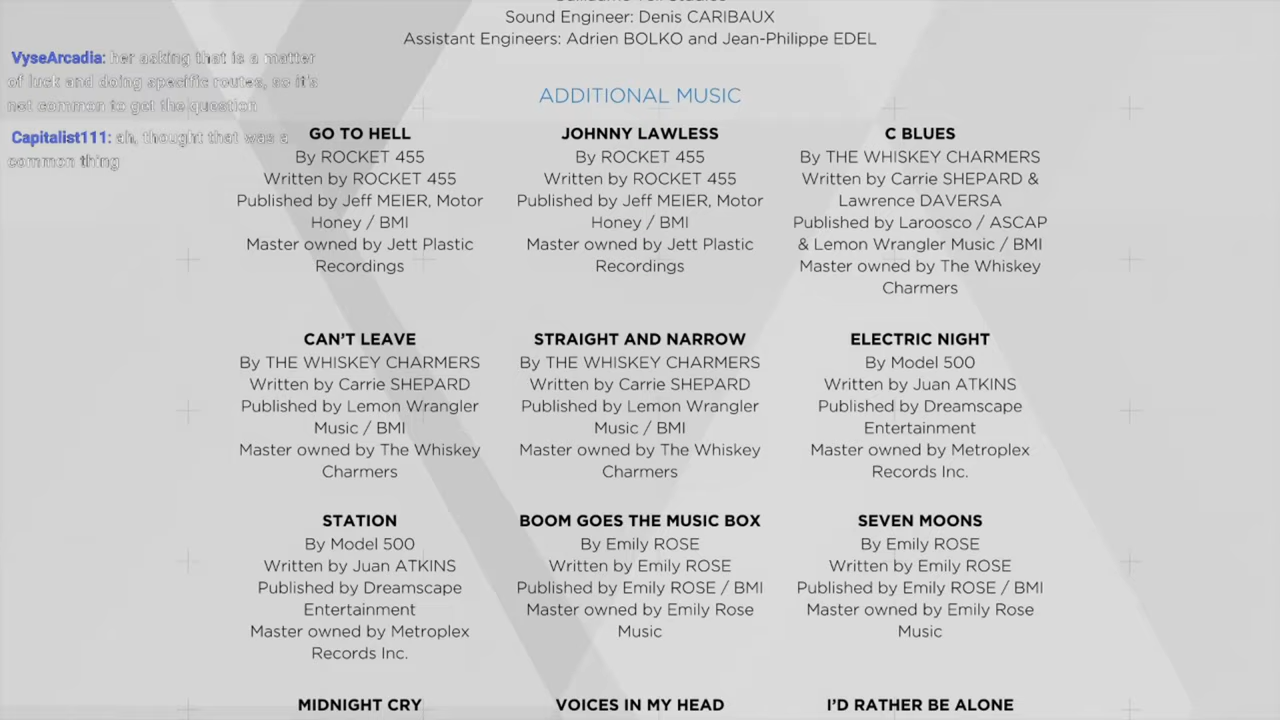 Sound Engineer: Denis CARIBAUX
Assistant Engineers: Adrien BOLKO and Jean-Philippe EDEL
VyseArcadia: her asking that is a matter
of luck and doing specific routes, so it's
not common to get the question
Capitalist111: ah, thought that was a
common thing
ADDITIONAL MUSIC
GO TO HELL
By ROCKET 455
Written by ROCKET 455
Published by Jeff MEIER, Motor
Honey / BMI
Master owned by Jett Plastic
Recordings
JOHNNY LAWLESS
By ROCKET 455
Written by ROCKET 455
Published by Jeff MEIER, Motor
Honey / BMI
Master owned by Jett Plastic
Recordings
C BLUES
By THE WHISKEY CHARMERS
Written by Carrie SHEPARD &
Lawrence DAVERSA
Published by Laroosco / ASCAP
& Lemon Wrangler Music / BMI
Master owned by The Whiskey
Charmers
CAN'T LEAVE
By THE WHISKEY CHARMERS
Written by Carrie SHEPARD
Published by Lemon Wrangler
Music / BMI
Master owned by The Whiskey
Charmers
STRAIGHT AND NARROW
By THE WHISKEY CHARMERS
Written by Carrie SHEPARD
Published by Lemon Wrangler
Music / BMI
Master owned by The Whiskey
Charmers
ELECTRIC NIGHT
By Model 500
Written by Juan ATKINS
Published by Dreamscape
Entertainment
Master owned by Metroplex
Records Inc.
STATION
By Model 500
Written by Juan ATKINS
Published by Dreamscape
Entertainment
Master owned by Metroplex
Records Inc.
BOOM GOES THE MUSIC BOX
By Emily ROSE
Written by Emily ROSE
Published by Emily ROSE / BMI
Master owned by Emily Rose
Music
SEVEN MOONS
By Emily ROSE
Written by Emily ROSE
Published by Emily ROSE / BMI
Master owned by Emily Rose
Music
MIDNIGHT CRY
VOICES IN MY HEAD
I'D RATHER BE ALONE